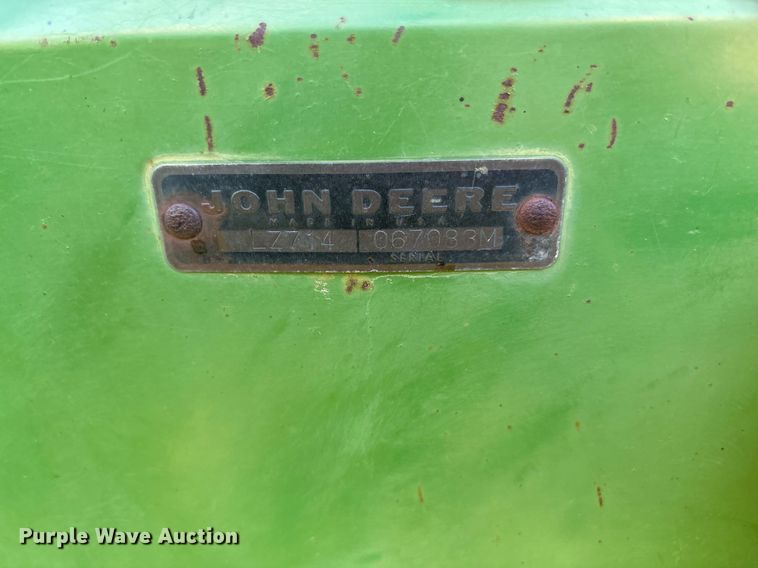 JOHN DEERE
MADE IN U.S.A.
LZ714 067083M
SERIAL
Purple Wave Auction